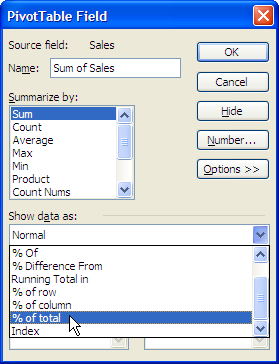 PivotTable Field
Source field: Sales
Name: Sum of Sales
OK
Cancel
Hide
Number...
Options >>
Summarize by:
Sum
Count
Average
Max
Min
Product
Count Nums
Show data as:
Normal
% Of
% Difference From
Running Total in
% of row
% of column
% of total
Index